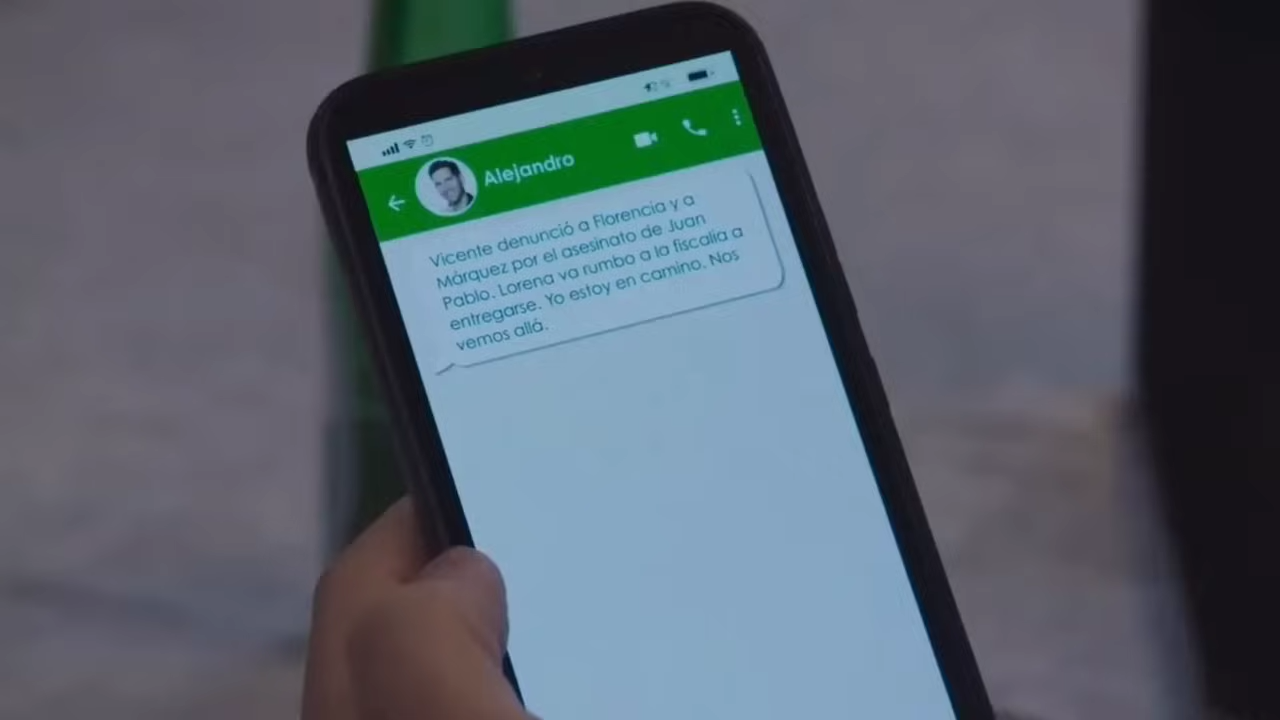 Alejandro
Vicente denunció a Florencia y a
Márquez por el asesinato de Juan
Pablo. Lorena va rumbo a la fiscalía a
entregarse. Yo estoy en camino. Nos
vemos allá.